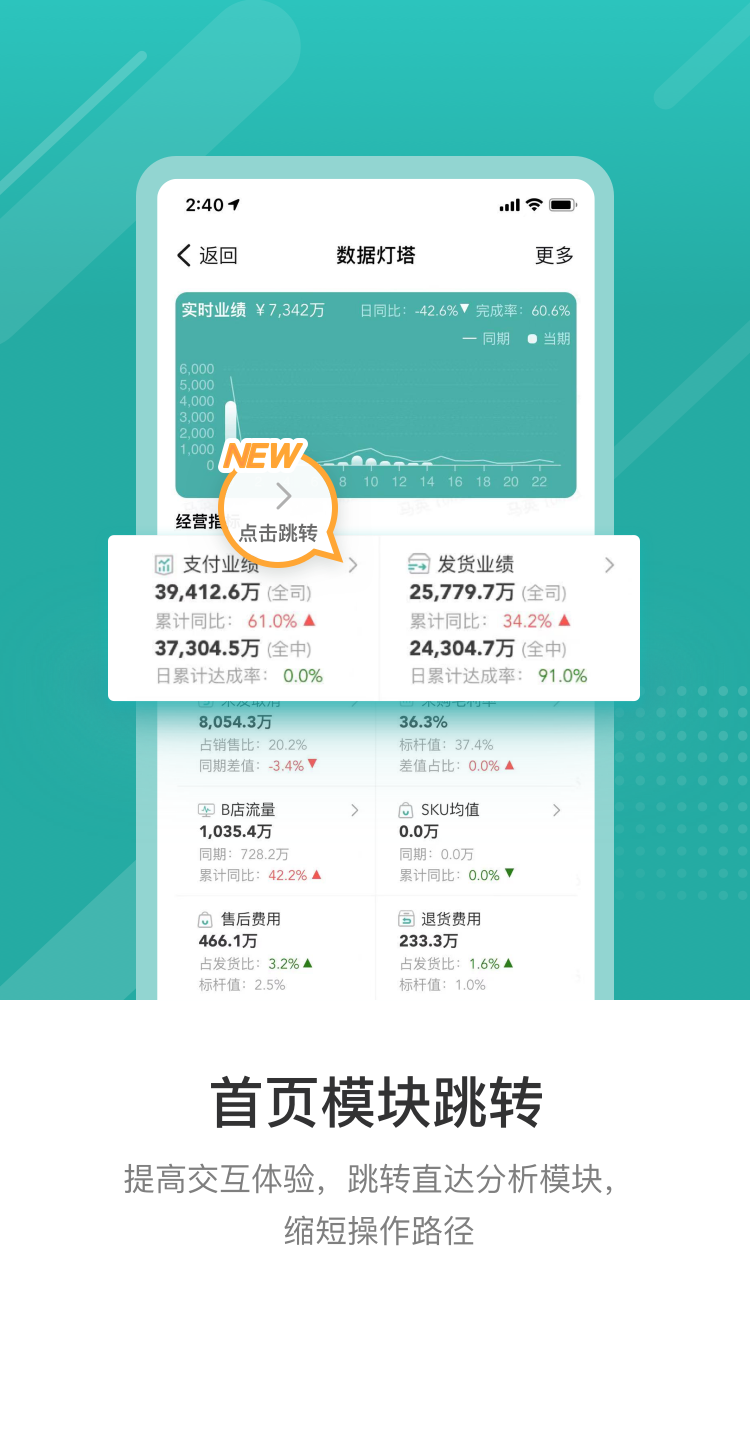 2:40
返回
数据灯塔
更多
实时业绩 ¥7,342万 日同比: -42.6%▼ 完成率: 60.6%
同期 当期
6,000
5,000
4,000
3,000
2,000
1,000
0
8 10 12 14 16 18 20 22
NEW
点击跳转
经营指
支付业绩
39,412.6万 (全司)
累计同比: 61.0% ▲
37,304.5万 (全中)
日累计达成率: 0.0%
发货业绩
25,779.7万 (全司)
累计同比: 34.2% ▲
24,304.7万 (全中)
日累计达成率: 91.0%
8,054.3万
占销售比: 20.2%
同期差值: -3.4% ▼
36.3%
标杆值: 37.4%
差值占比: 0.0% ▲
B店流量
1,035.4万
同期: 728.2万
累计同比: 42.2% ▲
SKU均值
0.0万
同期: 0.0万
累计同比: 0.0% ▼
售后费用
466.1万
占发货比: 3.2% ▲
标杆值: 2.5%
退货费用
233.3万
占发货比: 1.6% ▲
标杆值: 1.0%
首页模块跳转
提高交互体验，跳转直达分析模块，
缩短操作路径